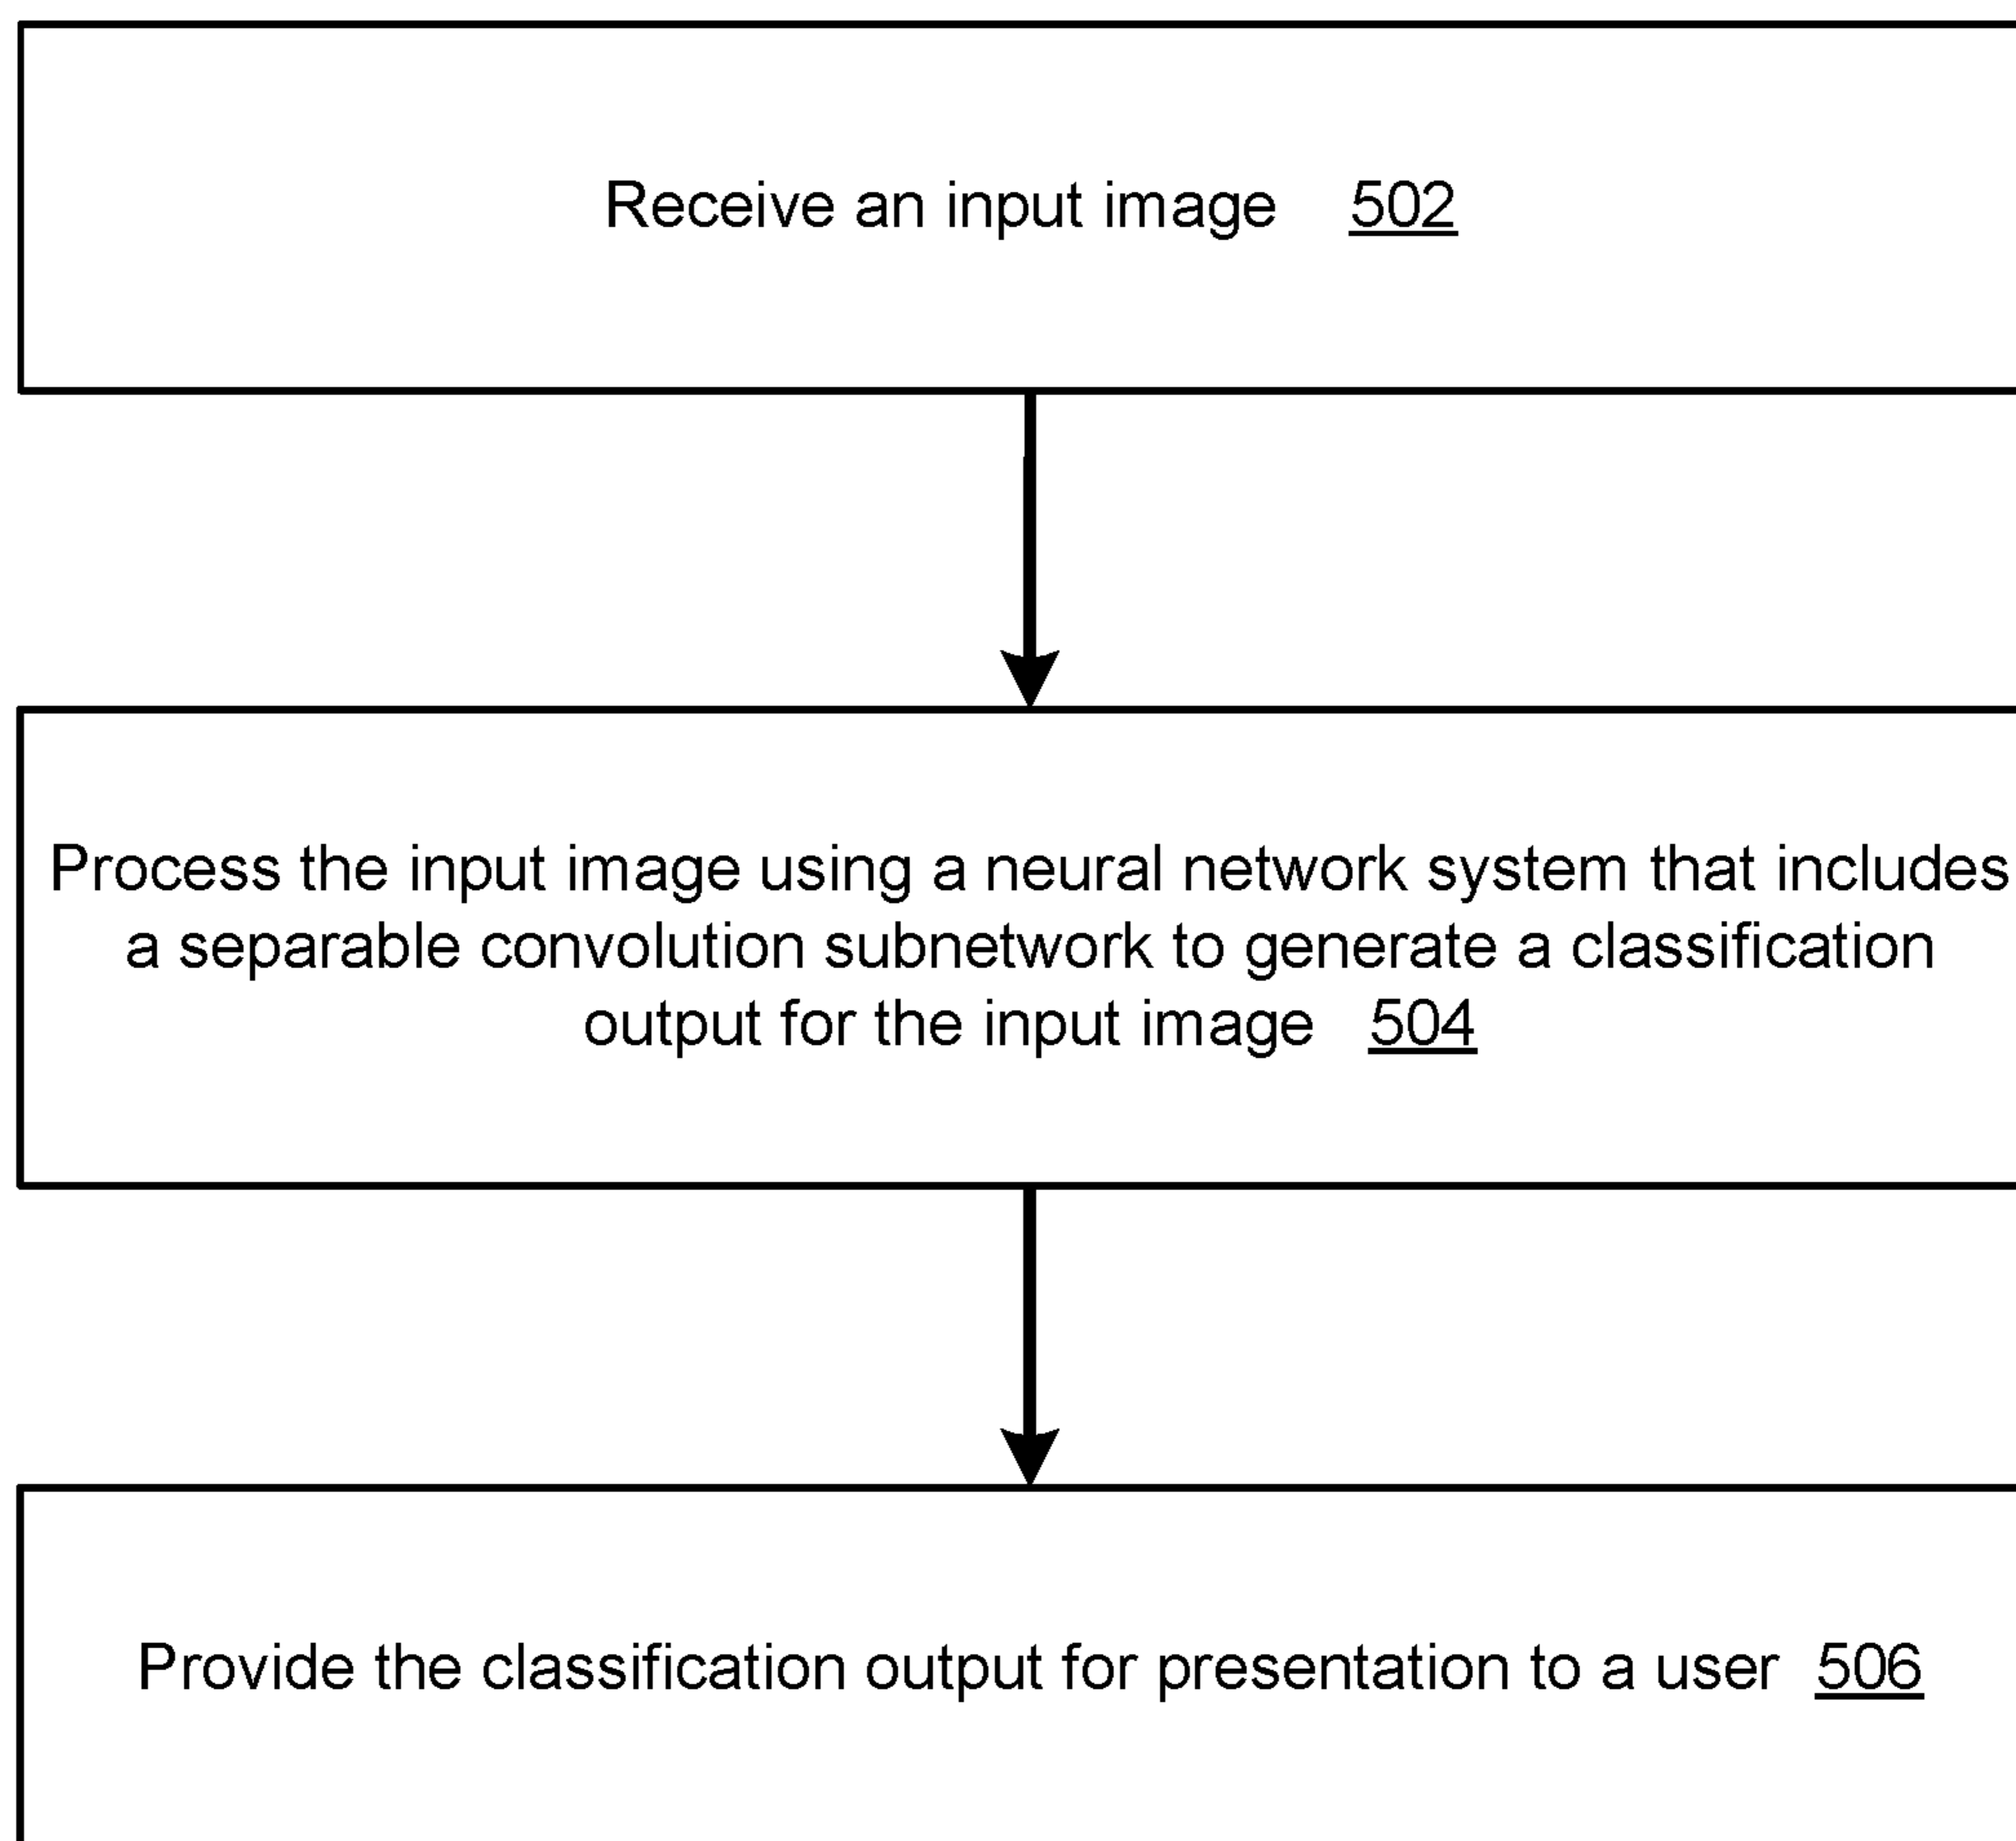 Receive an input image 502
Process the input image using a neural network system that includes
a separable convolution subnetwork to generate a classification
output for the input image 504
Provide the classification output for presentation to a user 506